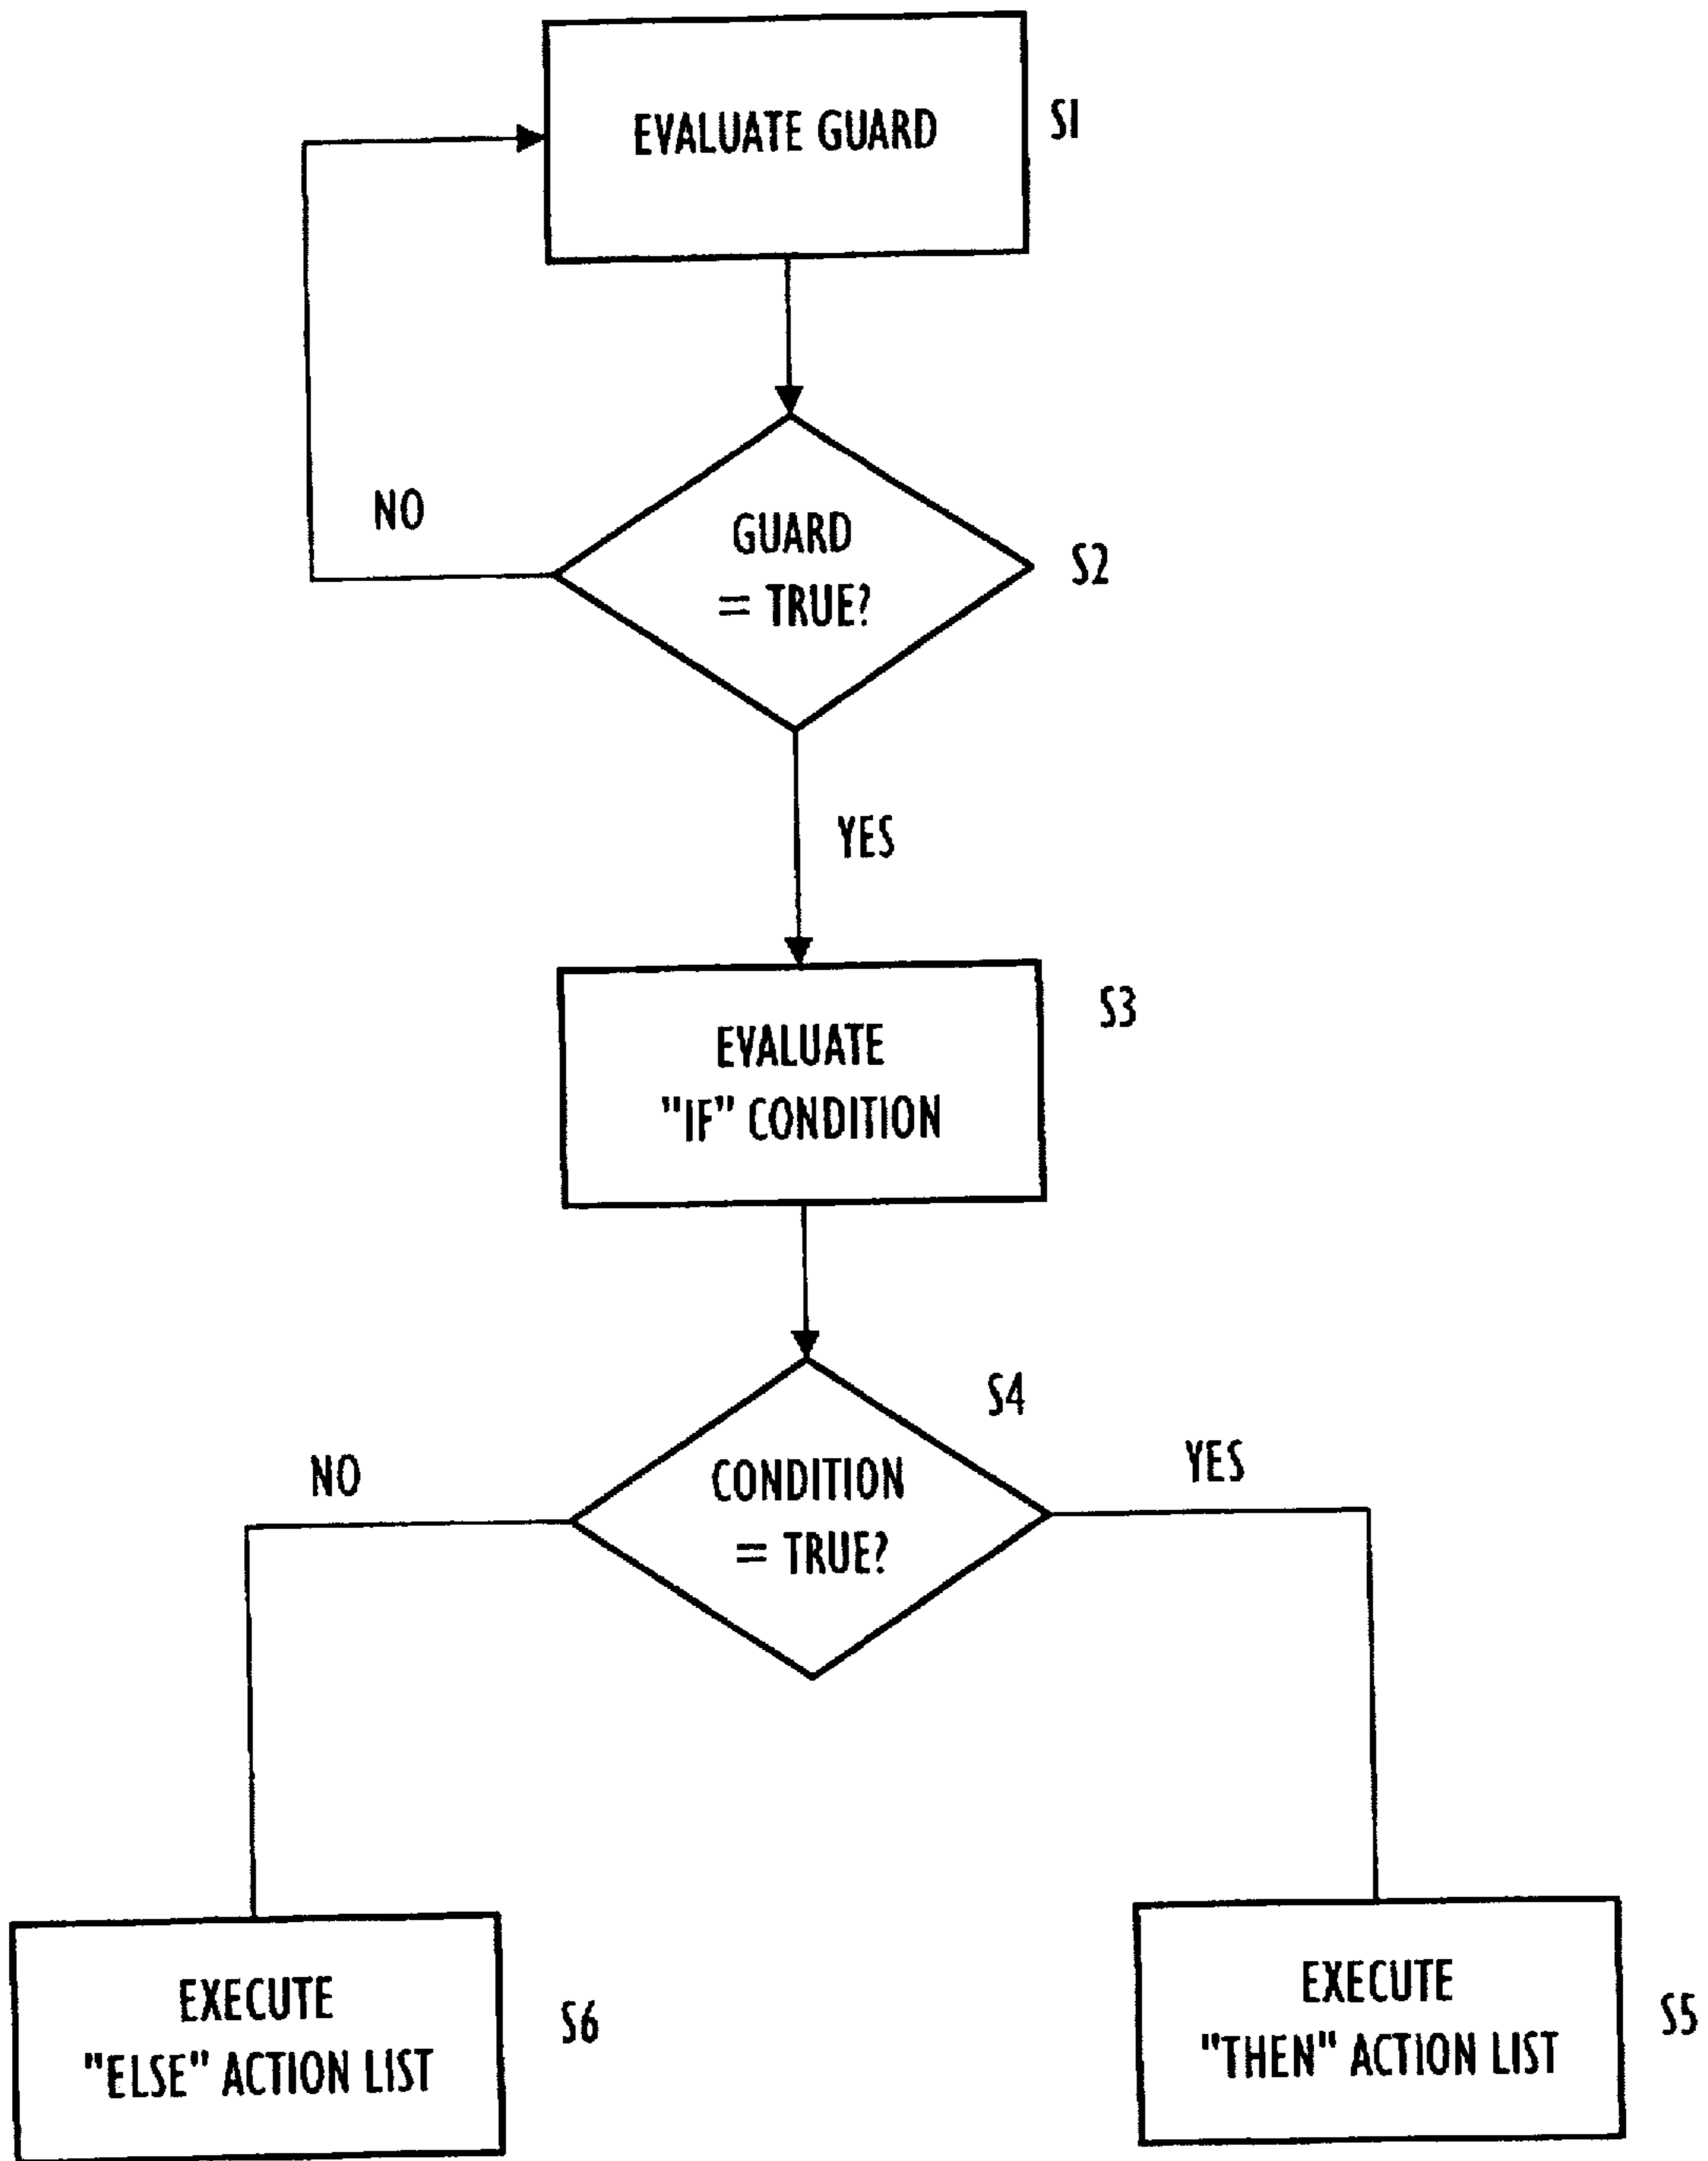 EVALUATE GUARD
S1
GUARD
= TRUE?
S2
NO
YES
EVALUATE
"IF" CONDITION
S3
CONDITION
= TRUE?
S4
NO
YES
EXECUTE
"ELSE" ACTION LIST
S6
EXECUTE
"THEN" ACTION LIST
S5